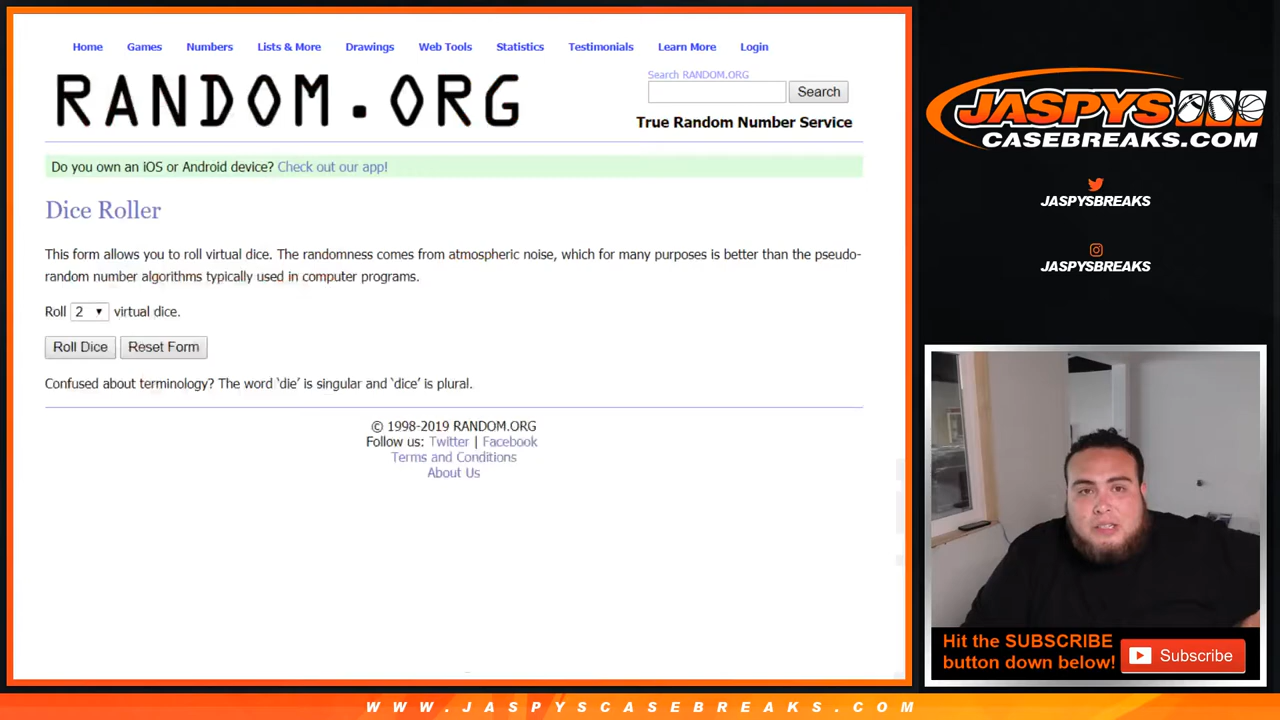 Home Games Numbers Lists & More Drawings Web Tools Statistics Testimonials Learn More Login
RANDOM.ORG
Search RANDOM.ORG
Search
True Random Number Service
Do you own an iOS or Android device? Check out our app!
Dice Roller
This form allows you to roll virtual dice. The randomness comes from atmospheric noise, which for many purposes is better than the pseudo-
random number algorithms typically used in computer programs.
Roll 2 virtual dice.
Roll Dice Reset Form
Confused about terminology? The word ‘die’ is singular and ‘dice’ is plural.
© 1998-2019 RANDOM.ORG
Follow us: Twitter | Facebook
Terms and Conditions
About Us
JASPYS
CASEBREAKS.COM
JASPYSBREAKS
JASPYSBREAKS
Hit the SUBSCRIBE
button down below!
Subscribe
WWW.JASPYSCASEBREAKS.COM